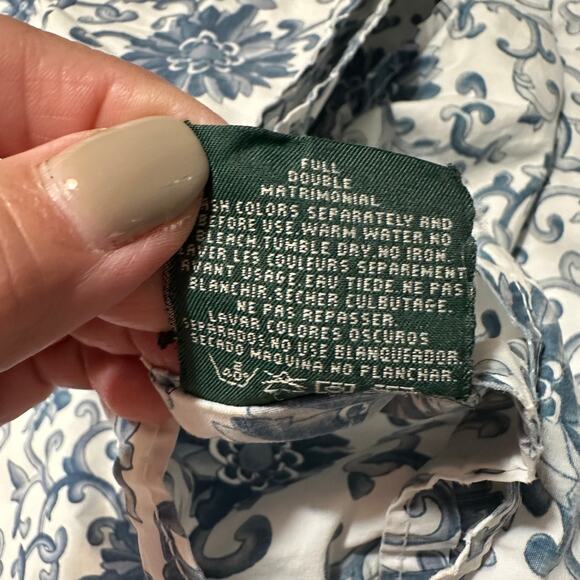 FULL
DOUBLE
MATRIMONIAL
SH COLORS SEPARATELY AND
BEFORE USE. WARM WATER. NO
BLEACH. TUMBLE DRY. NO IRON.
LAVER LES COULEURS SEPAREMENT
AVANT USAGE. EAU TIEDE. NE PAS
BLANCHIR. SÉCHER CULBUTAGE.
NE PAS REPASSER.
LAVAR COLORES OSCUROS
SEPARADOS. NO USE BLANQUEADOR.
SECADO MAQUINA. NO PLANCHAR